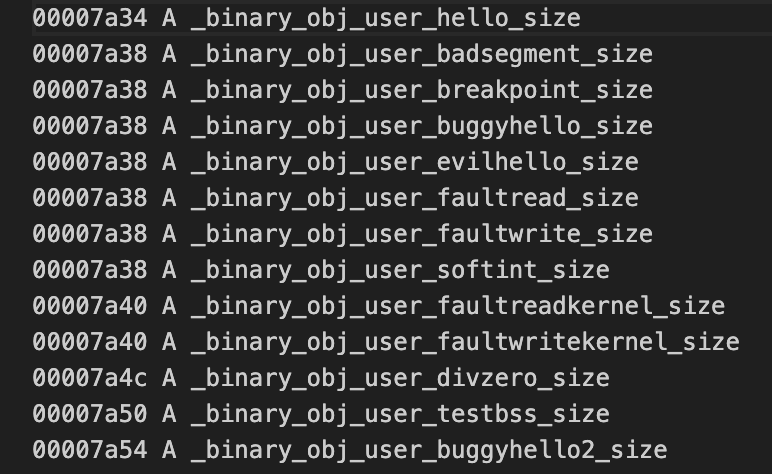 00007a34 A _binary_obj_user_hello_size
00007a38 A _binary_obj_user_badsegment_size
00007a38 A _binary_obj_user_breakpoint_size
00007a38 A _binary_obj_user_buggyhello_size
00007a38 A _binary_obj_user_evilhello_size
00007a38 A _binary_obj_user_faultread_size
00007a38 A _binary_obj_user_faultwrite_size
00007a38 A _binary_obj_user_softint_size
00007a40 A _binary_obj_user_faultreadkernel_size
00007a40 A _binary_obj_user_faultwritekernel_size
00007a4c A _binary_obj_user_divzero_size
00007a50 A _binary_obj_user_testbss_size
00007a54 A _binary_obj_user_buggyhello2_size